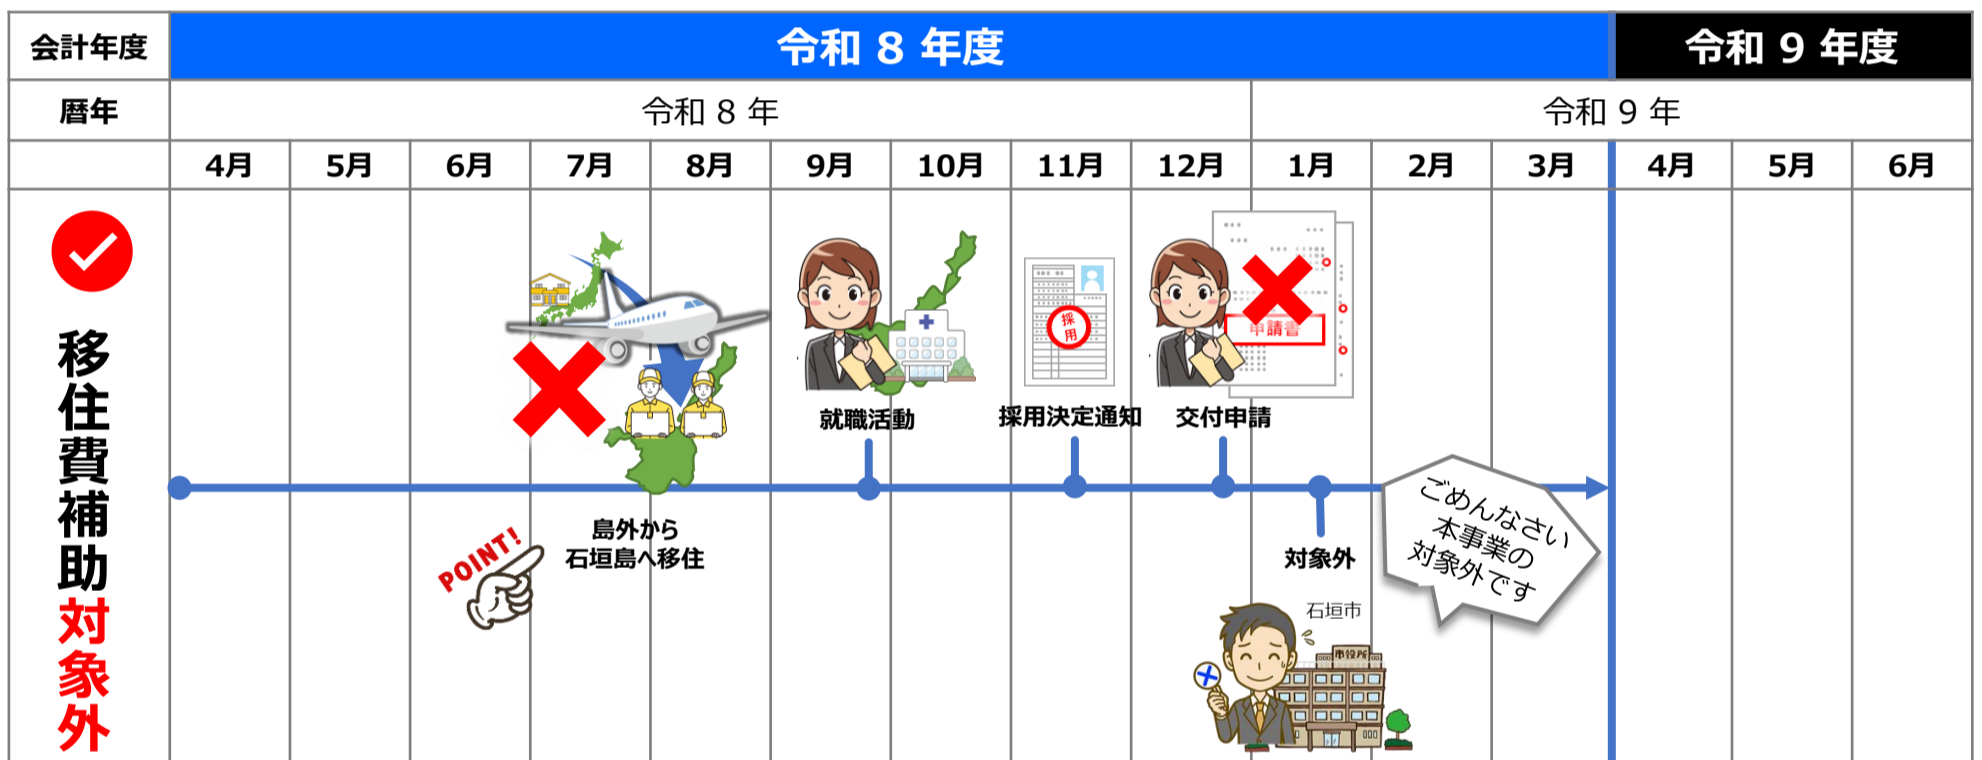 会計年度
令和 8 年度
令和 9 年度
暦年
令和 8 年
令和 9 年
4月
5月
6月
7月
8月
9月
10月
11月
12月
1月
2月
3月
4月
5月
6月
移住費補助対象外
採用
申請書
就職活動
採用決定通知
交付申請
POINT!
島外から
石垣島へ移住
対象外
ごめんなさい
本事業の
対象外です
石垣市
市役所